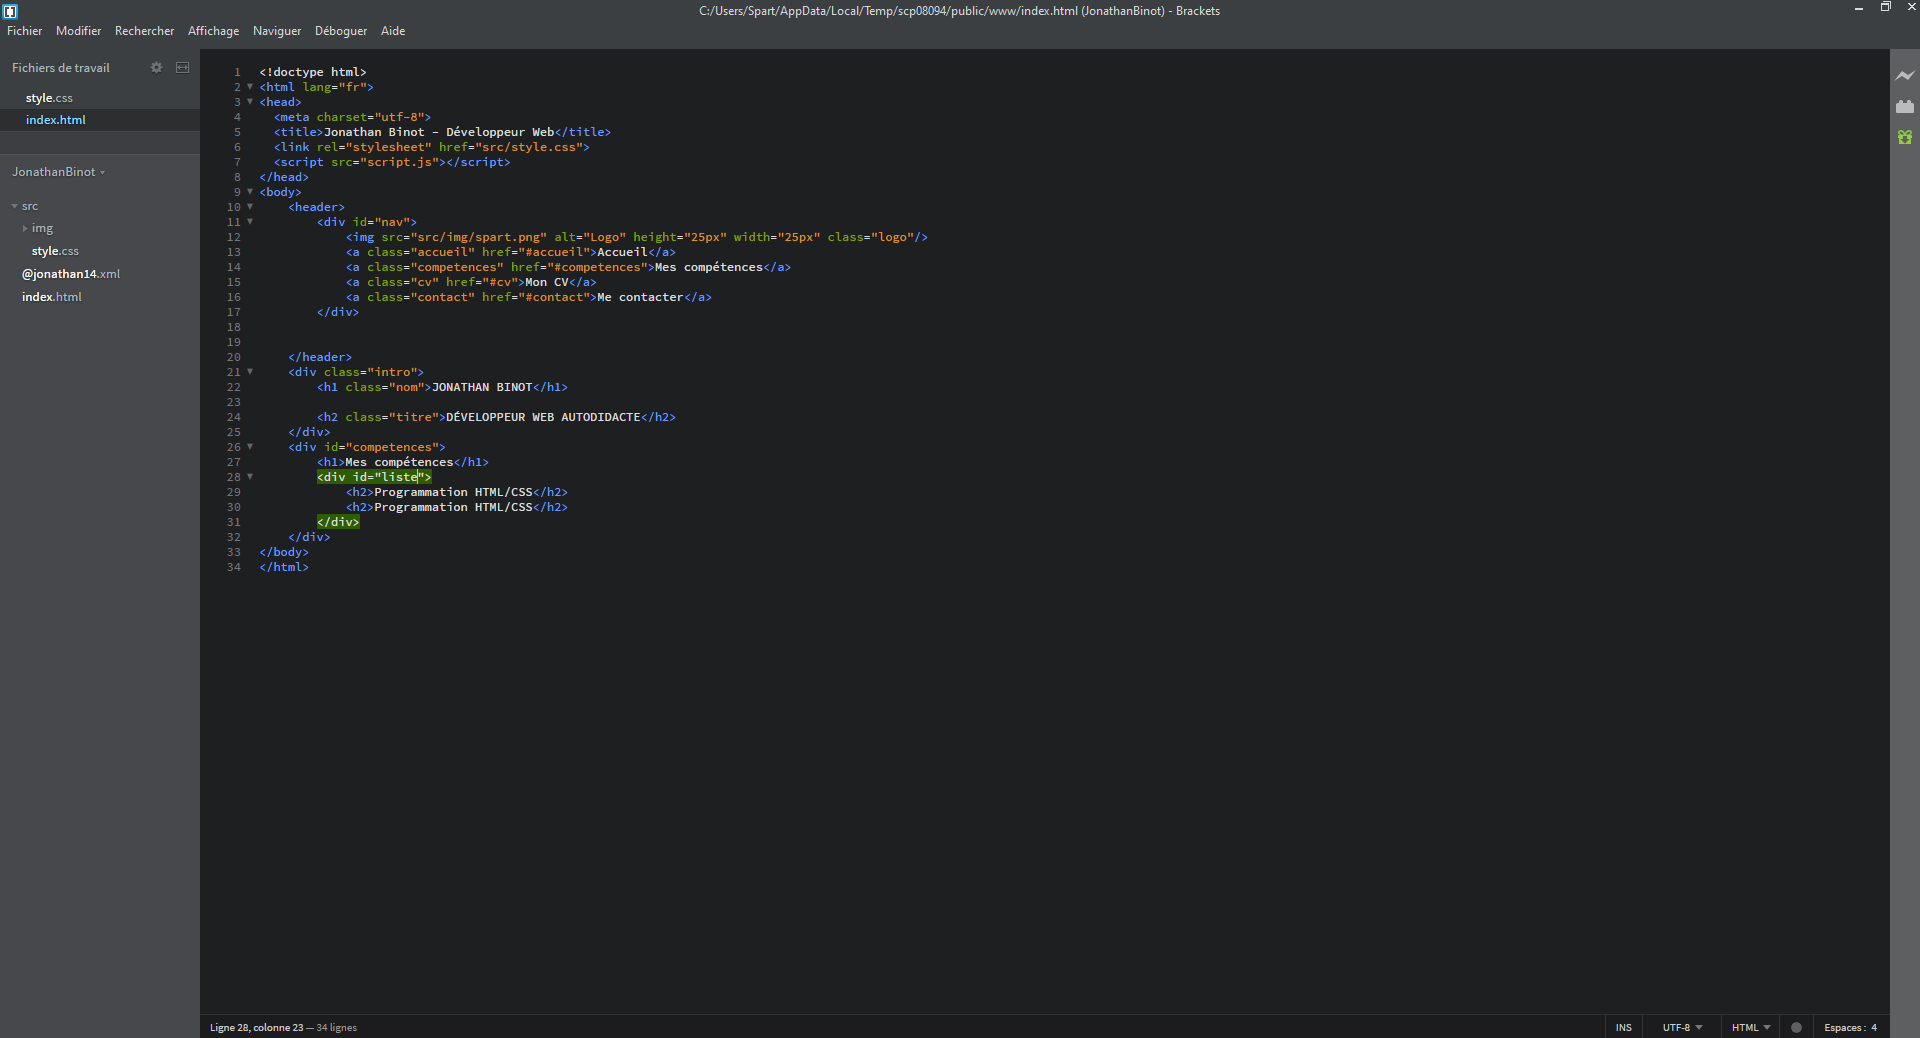 C:/Users/Spart/AppData/Local/Temp/scp08094/public/www/index.html (JonathanBinot) - Brackets
Fichier Modifier Rechercher Affichage Naviguer Déboguer Aide
Fichiers de travail
style.css
index.html
JonathanBinot
src
img
style.css
@jonathan14.xml
index.html
1 <!doctype html>
2 <html lang="fr">
3 <head>
4 <meta charset="utf-8">
5 <title>Jonathan Binot - Développeur Web</title>
6 <link rel="stylesheet" href="src/style.css">
7 <script src="script.js"></script>
8 </head>
9 <body>
10 <header>
11 <div id="nav">
12 <img src="src/img/spart.png" alt="Logo" height="25px" width="25px" class="logo"/>
13 <a class="accueil" href="#accueil">Accueil</a>
14 <a class="competences" href="#competences">Mes compétences</a>
15 <a class="cv" href="#cv">Mon CV</a>
16 <a class="contact" href="#contact">Me contacter</a>
17 </div>
18
19
20 </header>
21 <div class="intro">
22 <h1 class="nom">JONATHAN BINOT</h1>
23
24 <h2 class="titre">DÉVELOPPEUR WEB AUTODIDACTE</h2>
25 </div>
26 <div id="competences">
27 <h1>Mes compétences</h1>
28 <div id="liste">
29 <h2>Programmation HTML/CSS</h2>
30 <h2>Programmation HTML/CSS</h2>
31 </div>
32 </div>
33 </body>
34 </html>
Ligne 28, colonne 23 — 34 lignes
INS UTF-8 HTML Espaces : 4